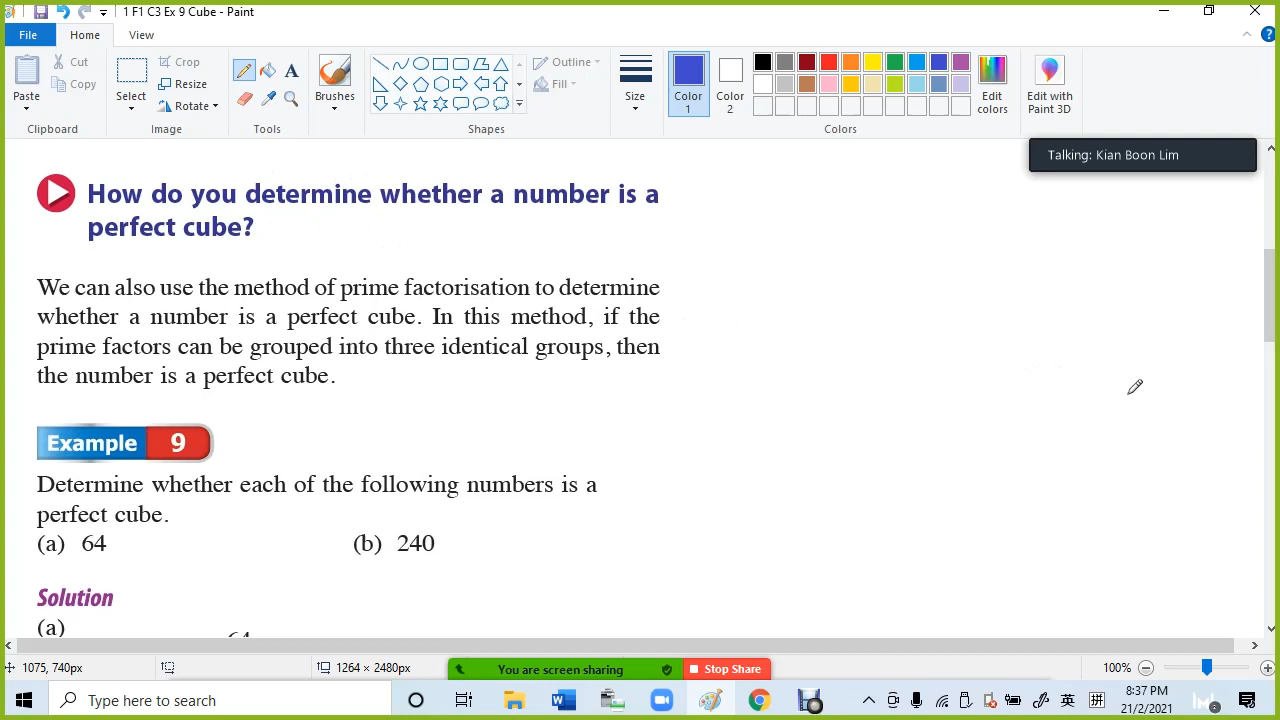 1 F1 C3 Ex 9 Cube - Paint
File
Home
View
Paste
Cut
Copy
Clipboard
Select
Crop
Resize
Rotate
Image
A
Tools
Brushes
Shapes
Outline
Fill
Size
Color
1
Color
2
Colors
Edit
colors
Edit with
Paint 3D
Talking: Kian Boon Lim
How do you determine whether a number is a
perfect cube?
We can also use the method of prime factorisation to determine
whether a number is a perfect cube. In this method, if the
prime factors can be grouped into three identical groups, then
the number is a perfect cube.
Example 9
Determine whether each of the following numbers is a
perfect cube.
(a) 64 (b) 240
Solution
(a)
64
1075, 740px
1264 × 2480px
You are screen sharing
Stop Share
100%
Type here to search
英
拼
8:37 PM
21/2/2021
2